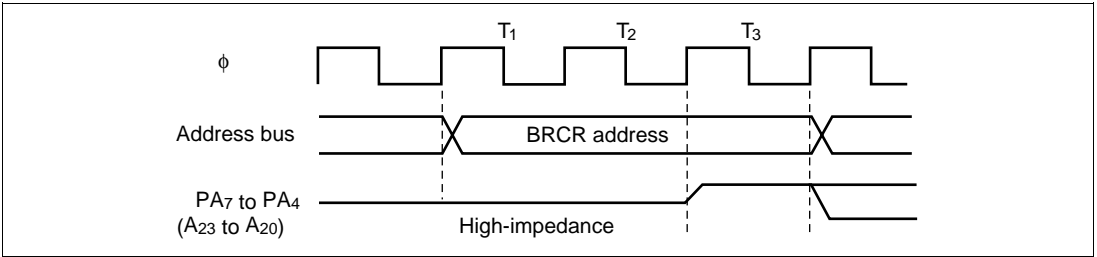 T1 T2 T3
φ
Address bus BRCR address
PA7 to PA4
(A23 to A20) High-impedance